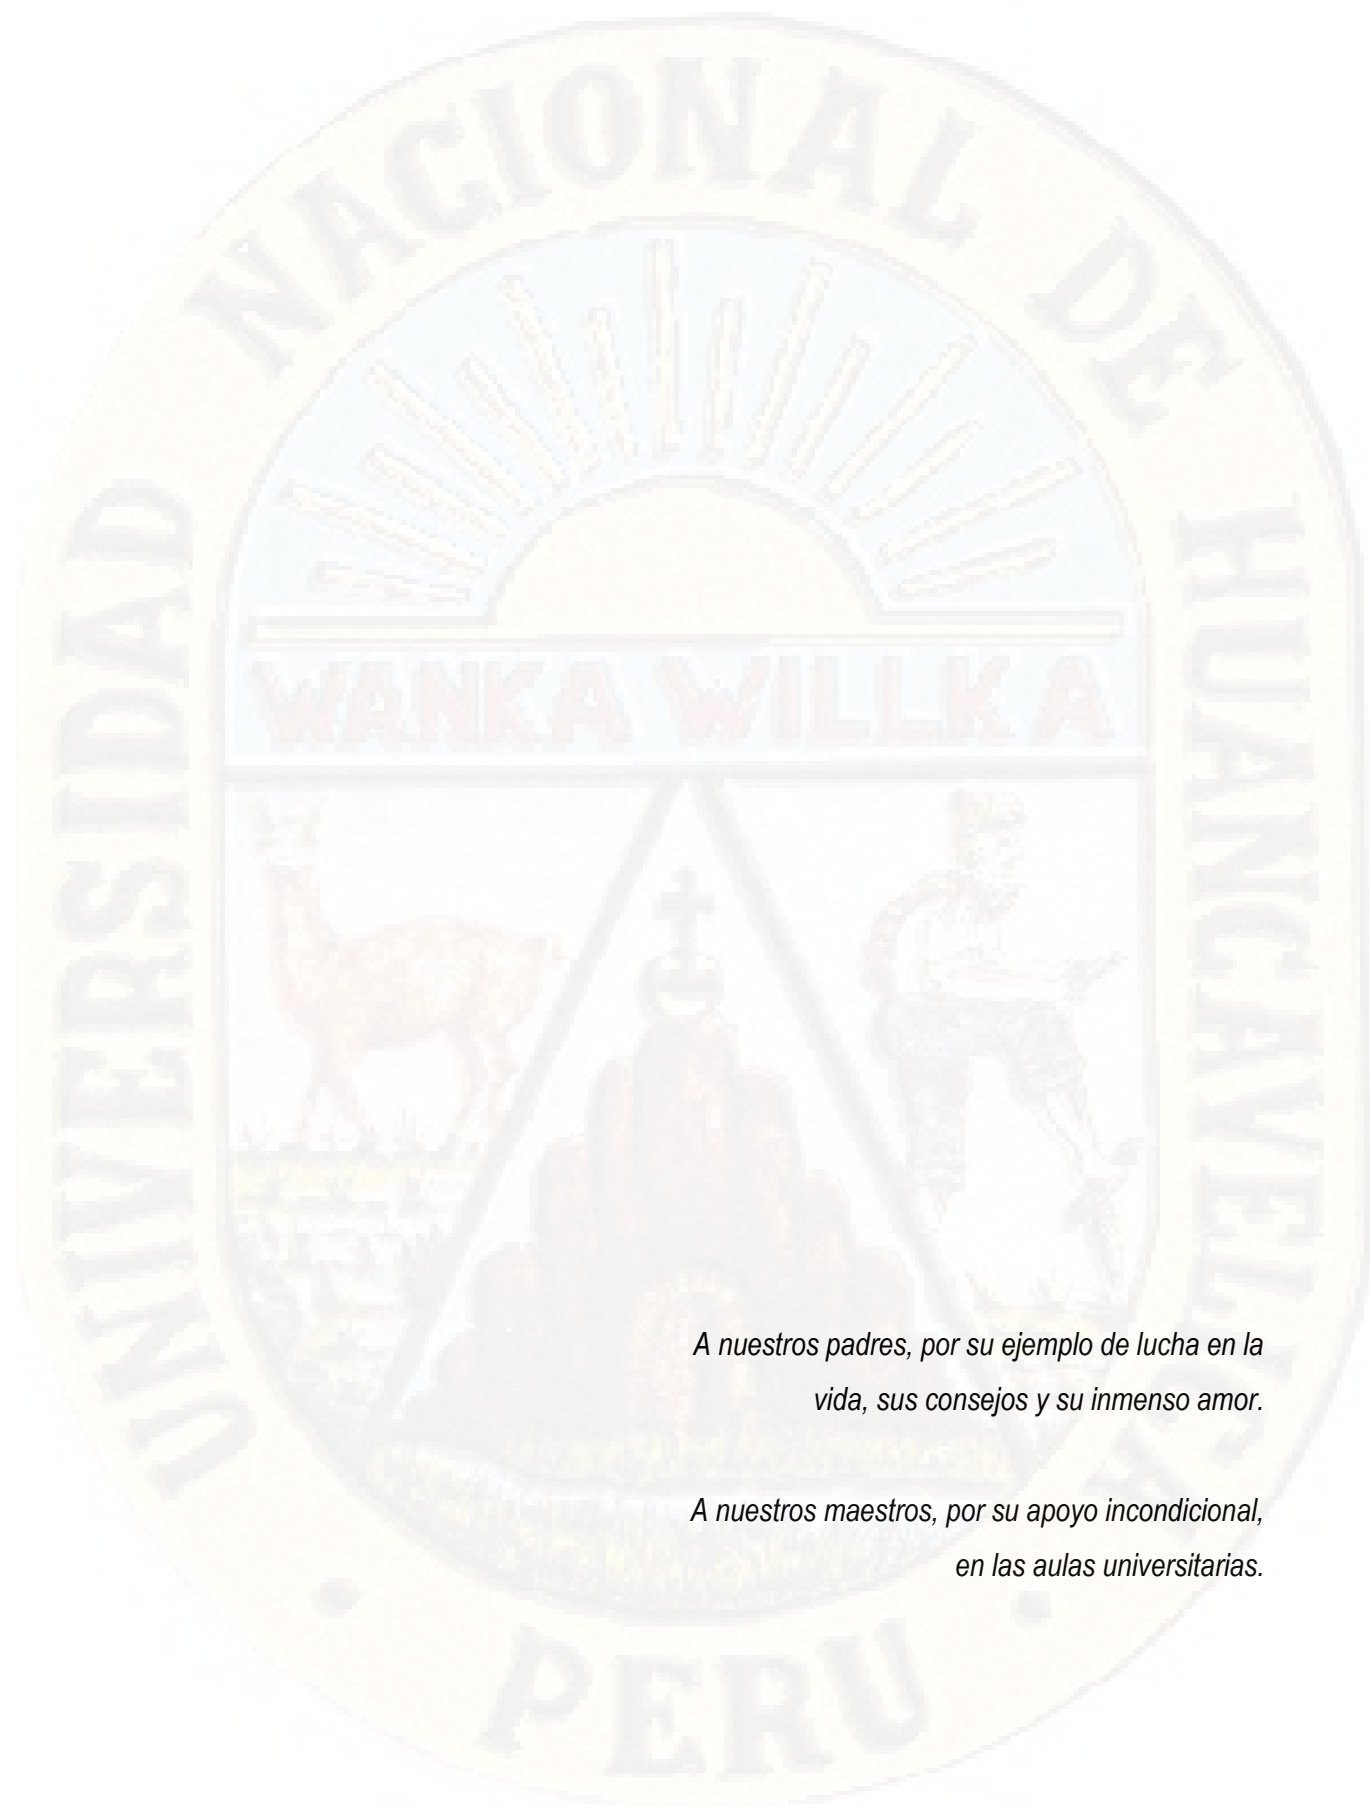 UNIVERSIDAD NACIONAL DE HUANCAVELICA
WANKA WILLKA
A nuestros padres, por su ejemplo de lucha en la
vida, sus consejos y su inmenso amor.
A nuestros maestros, por su apoyo incondicional,
en las aulas universitarias.
PERU